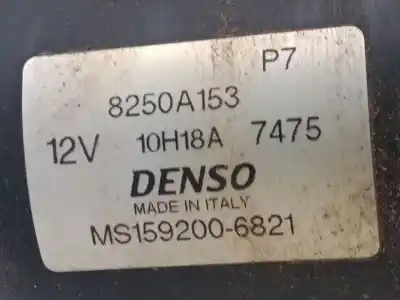 P7
8250A153
12V 10H18A 7475
DENSO
MADE IN ITALY
MS159200-6821